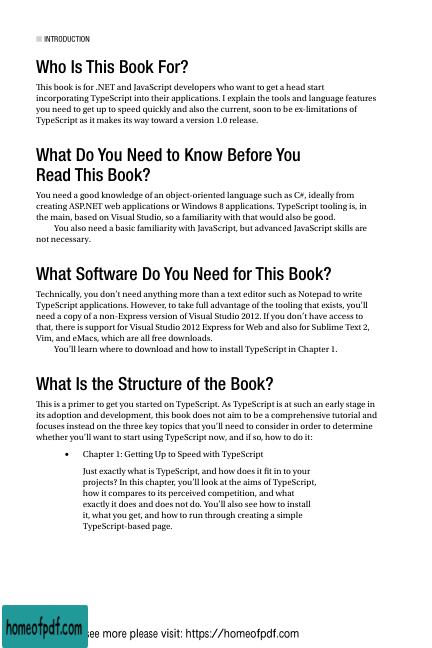 INTRODUCTION
Who Is This Book For?
This book is for .NET and JavaScript developers who want to get a head start
incorporating TypeScript into their applications. I explain the tools and language features
you need to get up to speed quickly and also the current, soon to be ex-limitations of
TypeScript as it makes its way toward a version 1.0 release.
What Do You Need to Know Before You
Read This Book?
You need a good knowledge of an object-oriented language such as C#, ideally from
creating ASP.NET web applications or Windows 8 applications. TypeScript tooling is, in
the main, based on Visual Studio, so a familiarity with that would also be good.
You also need a basic familiarity with JavaScript, but advanced JavaScript skills are
not necessary.
What Software Do You Need for This Book?
Technically, you don't need anything more than a text editor such as Notepad to write
TypeScript applications. However, to take full advantage of the tooling that exists, you'll
need a copy of a non-Express version of Visual Studio 2012. If you don't have access to
that, there is support for Visual Studio 2012 Express for Web and also for Sublime Text 2,
Vim, and eMacs, which are all free downloads.
You'll learn where to download and how to install TypeScript in Chapter 1.
What Is the Structure of the Book?
This is a primer to get you started on TypeScript. As TypeScript is at such an early stage in
its adoption and development, this book does not aim to be a comprehensive tutorial and
focuses instead on the three key topics that you'll need to consider in order to determine
whether you'll want to start using TypeScript now, and if so, how to do it:
• Chapter 1: Getting Up to Speed with TypeScript
Just exactly what is TypeScript, and how does it fit in to your
projects? In this chapter, you'll look at the aims of TypeScript,
how it compares to its perceived competition, and what
exactly it does and does not do. You'll also see how to install
it, what you get, and how to run through creating a simple
TypeScript-based page.
homeofpdf.com
see more please visit: https://homeofpdf.com